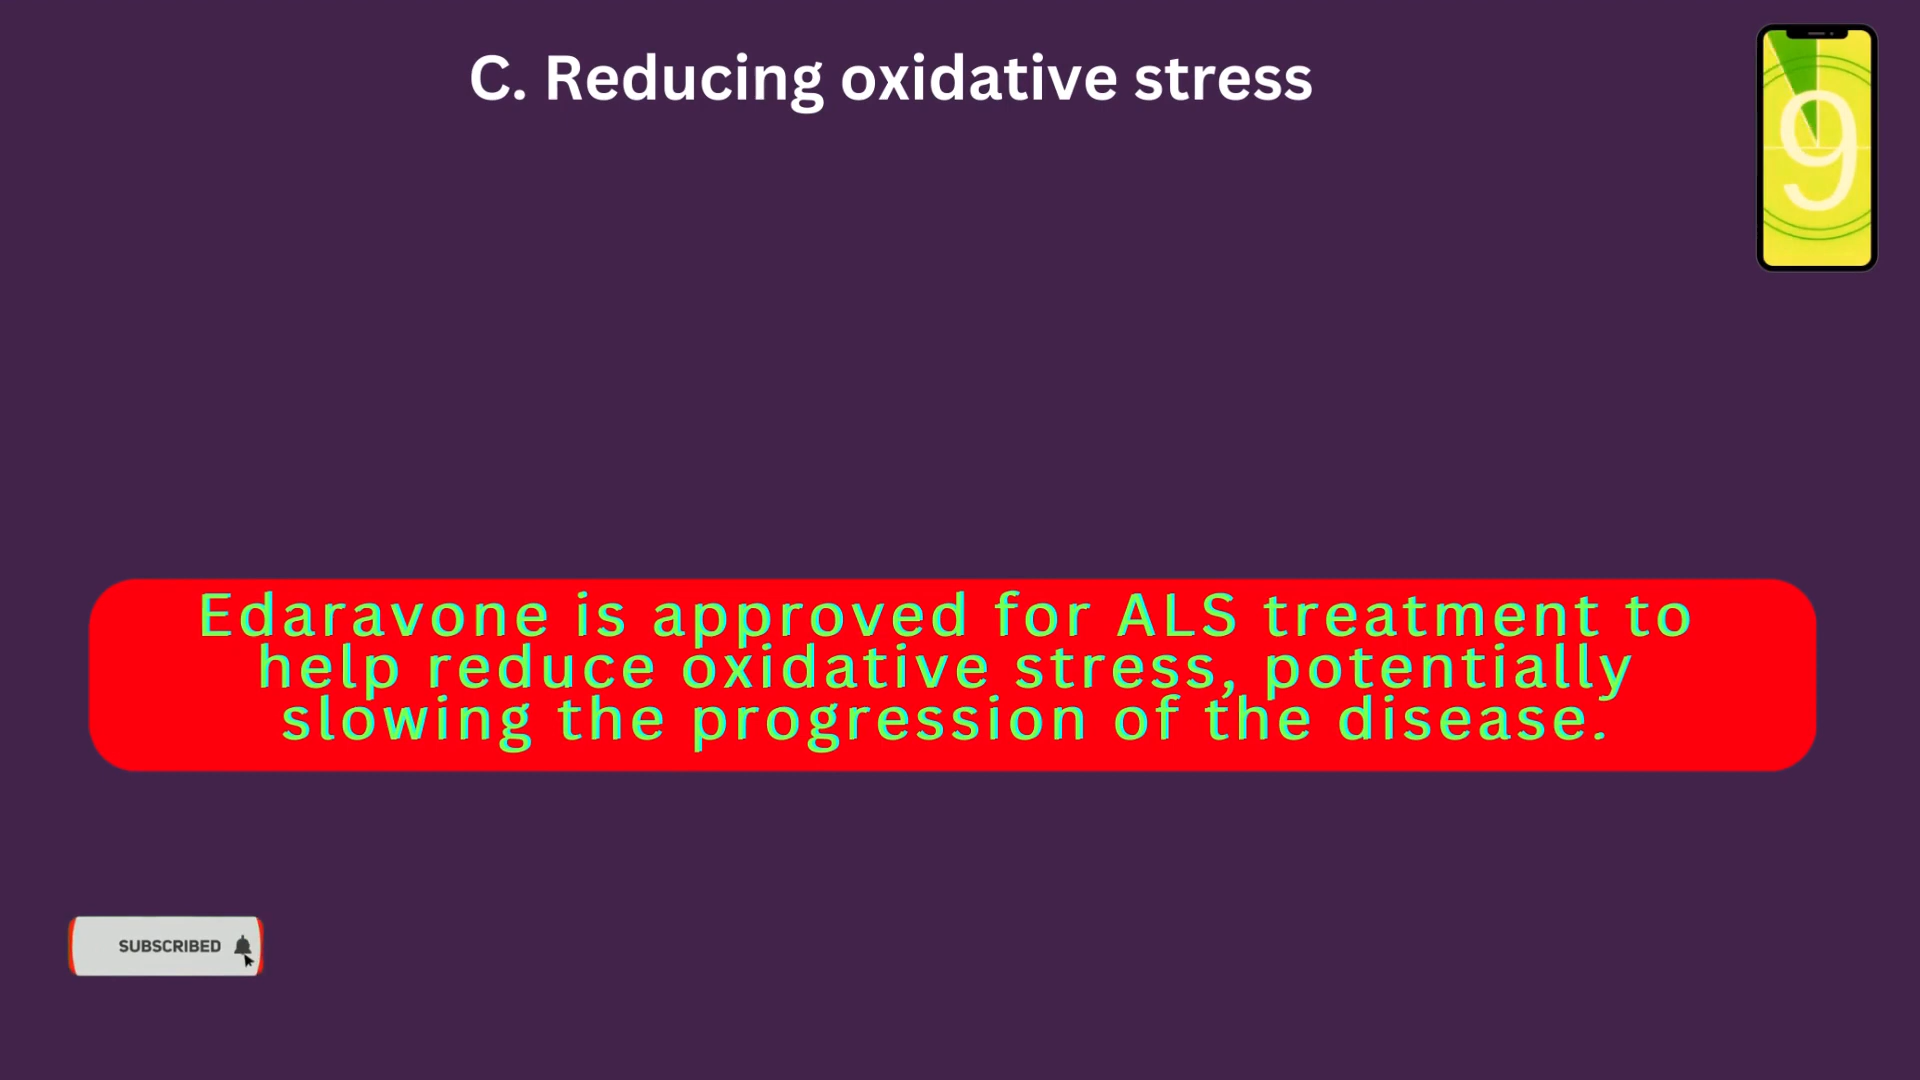 C. Reducing oxidative stress
9
Edaravone is approved for ALS treatment to
help reduce oxidative stress, potentially
slowing the progression of the disease.
SUBSCRIBED